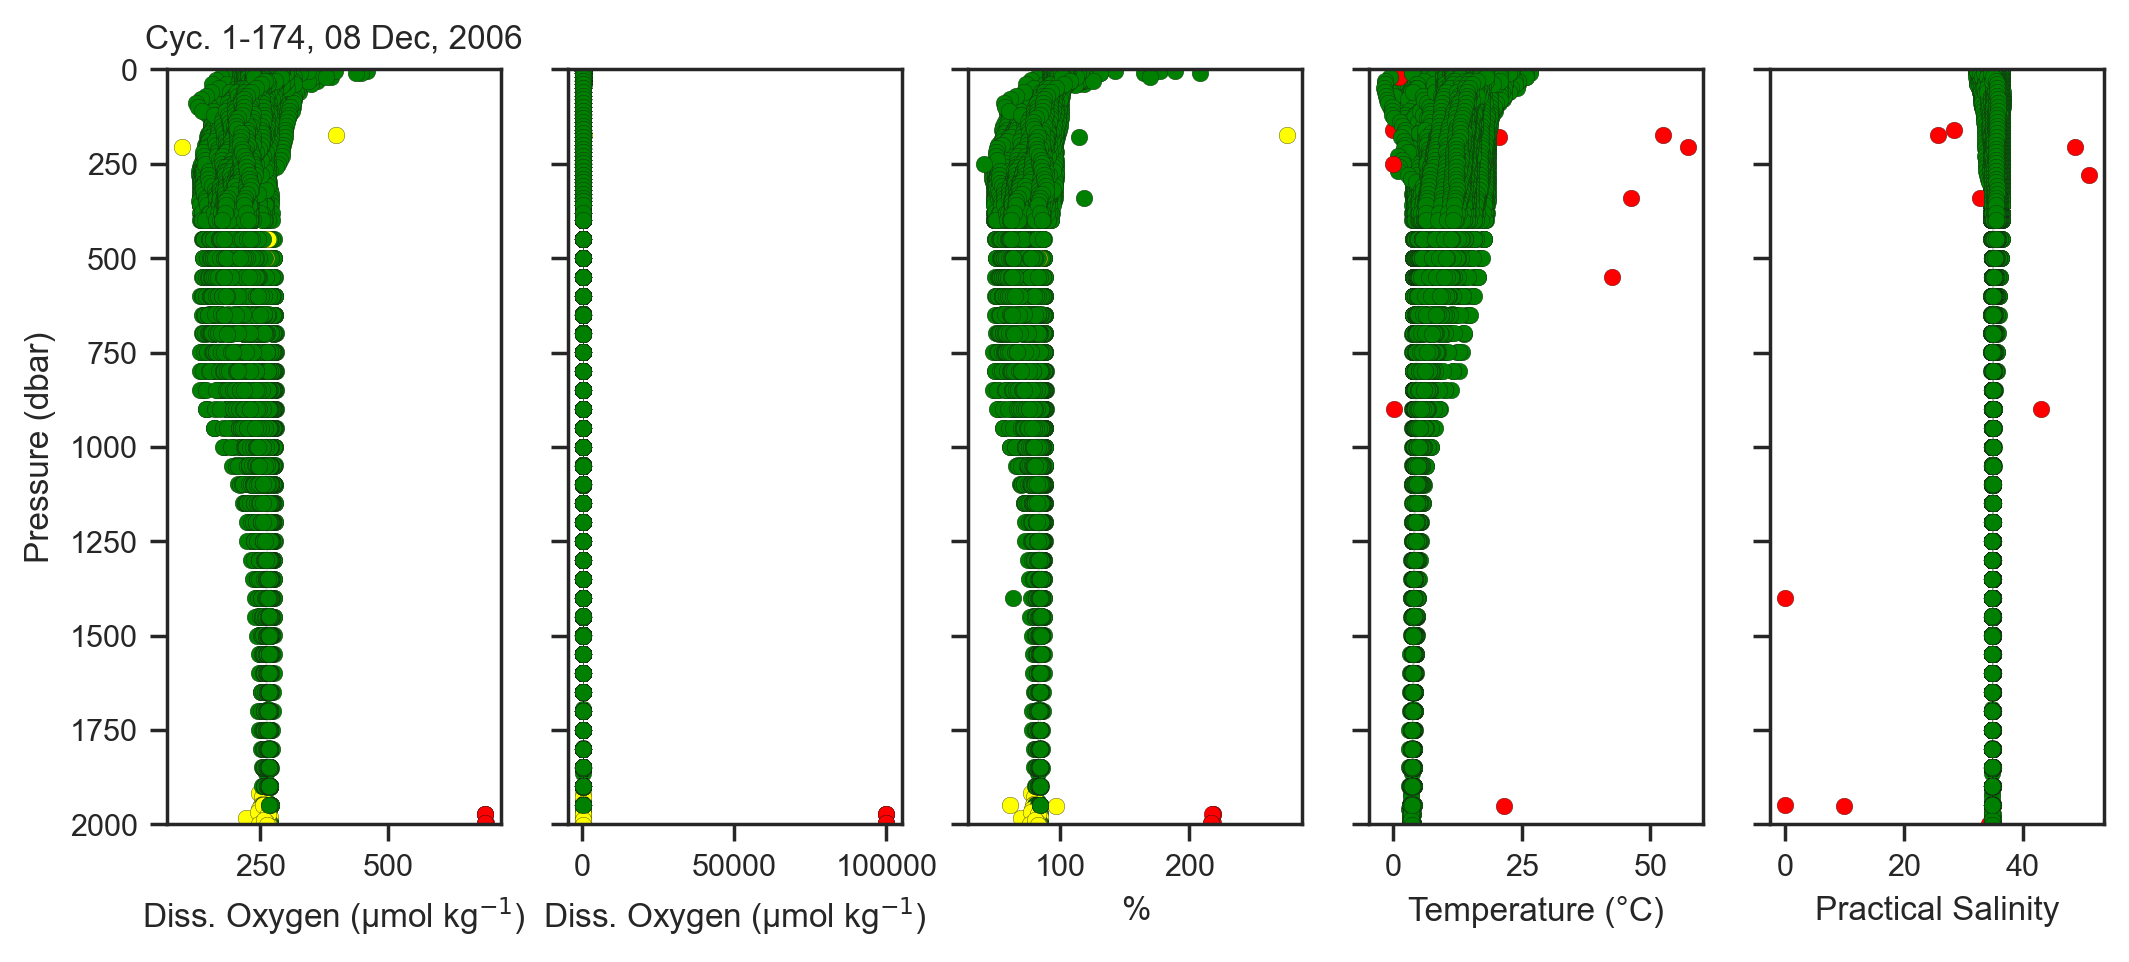 Cyc. 1-174, 08 Dec, 2006
Pressure (dbar)
0
250
500
750
1000
1250
1500
1750
2000
250 500
0 50000 100000
100 200
0 25 50
0 20 40
Diss. Oxygen (μmol kg⁻¹)
Diss. Oxygen (μmol kg⁻¹)
%
Temperature (°C)
Practical Salinity